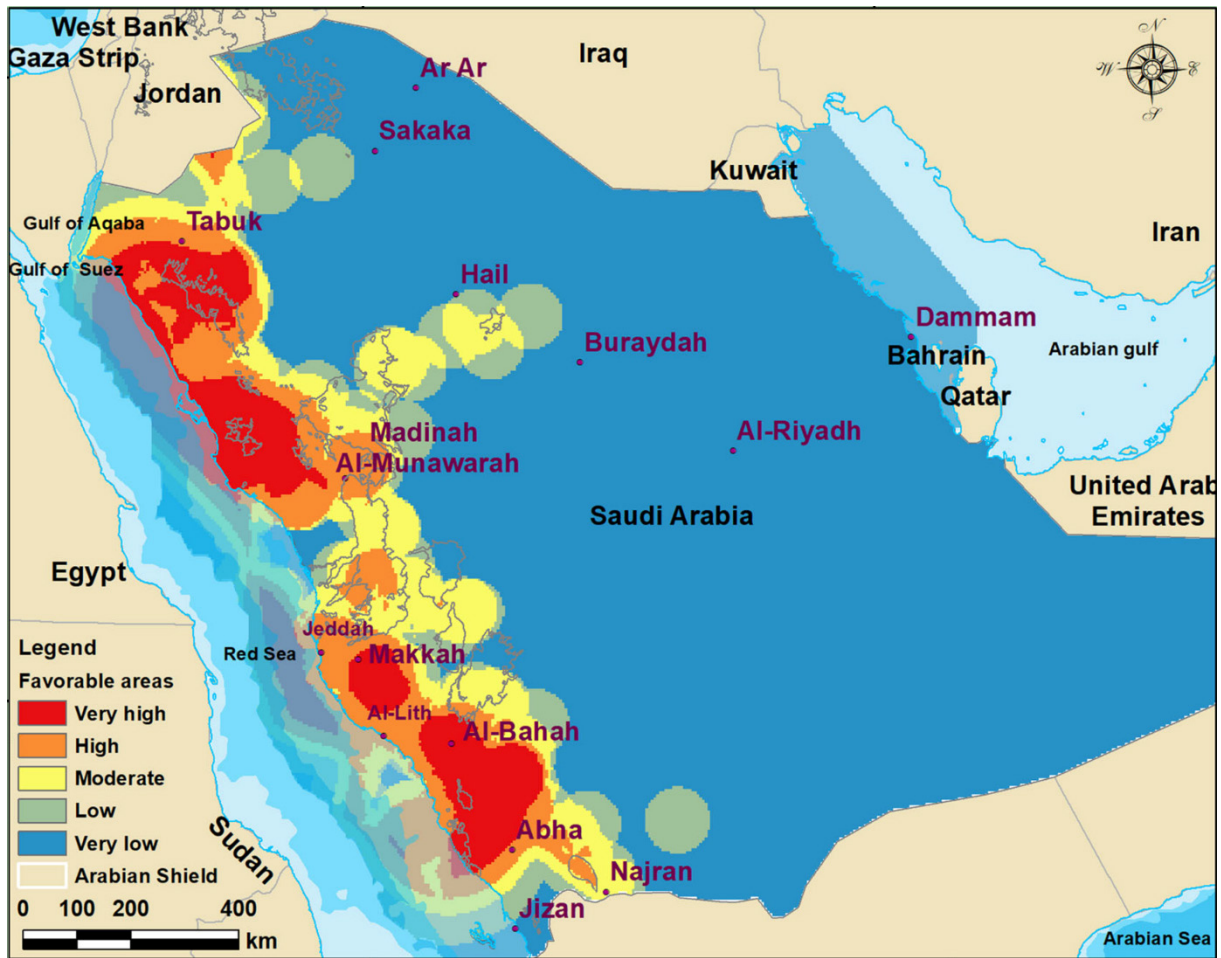 West Bank
Gaza Strip
Jordan
Iraq
N
W
E
S
Ar Ar
Sakaka
Kuwait
Gulf of Aqaba
Tabuk
Iran
Gulf of Suez
Hail
Dammam
Buraydah
Bahrain
Arabian gulf
Qatar
Madinah
Al-Munawarah
Al-Riyadh
United Arab
Emirates
Saudi Arabia
Egypt
Jeddah
Red Sea
Makkah
Al-Lith
Al-Bahah
Abha
Najran
Jizan
Sudan
Arabian Sea
Legend
Favorable areas
Very high
High
Moderate
Low
Very low
Arabian Shield
0 100 200 400
km